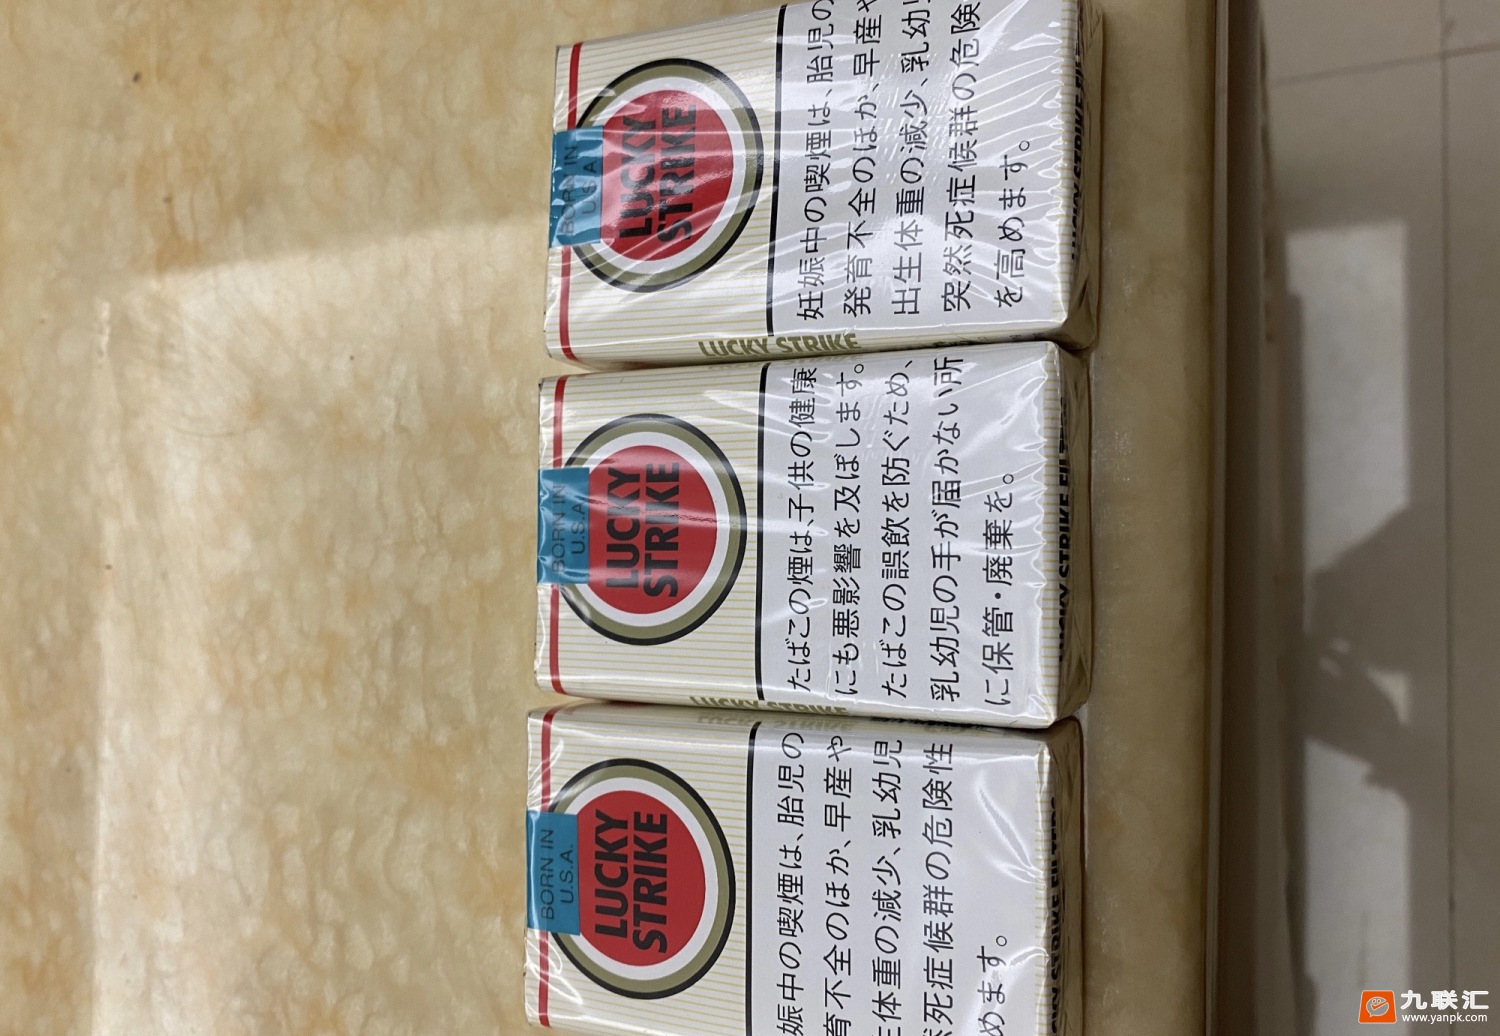 BORN IN
U.S.A.
LUCKY
STRIKE
妊娠中の喫煙は、胎児の
発育不全のほか、早産や
出生体重の減少、乳幼
突然死症候群の危険
を高めます。
LUCKY STRIKE
BORN IN
U.S.A.
LUCKY
STRIKE
たばこの煙は、子供の健康
にも悪影響を及ぼします。
たばこの誤飲を防ぐため、
乳幼児の手が届かない所
に保管・廃棄を。
LUCKY STRIKE
LUCKY STRIKE FILTERS
BORN IN
U.S.A.
LUCKY
STRIKE
娠中の喫煙は、胎児の
育不全のほか、早産や
体重の減少、乳幼児
死症候群の危険性
めます。
LUCKY STRIKE FILTERS
九联汇
www.yanpk.com